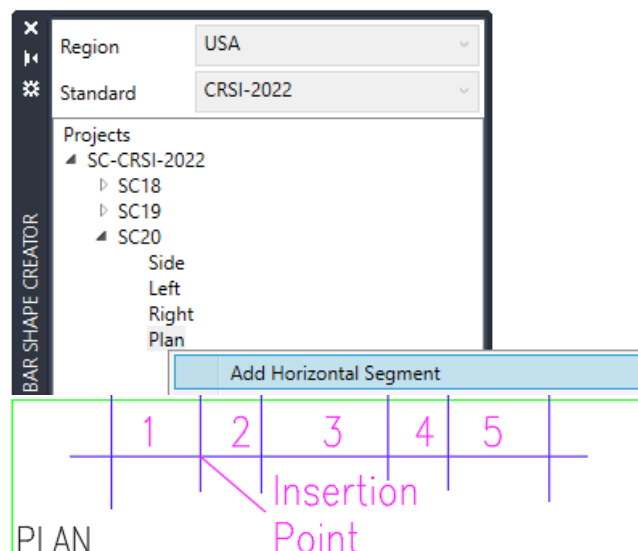 Region
USA
Standard
CRSI-2022
Projects
SC-CRSI-2022
SC18
SC19
SC20
Side
Left
Right
Plan
Add Horizontal Segment
BAR SHAPE CREATOR
1 2 3 4 5
Insertion
Point
PLAN